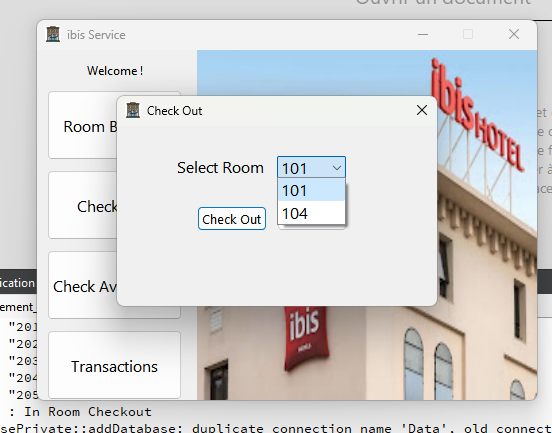 Ouvrir un document
ibis Service
Welcome!
Check Out
Room B
Select Room
101
101
104
Check
Check Out
Check Av
Transactions
ibis HOTEL
ibis
HOTELS
ication
ement_
"201
"202
"203
"204
"205
: In Room Checkout
sePrivate::addDatabase: duplicate connection name 'Data', old connect